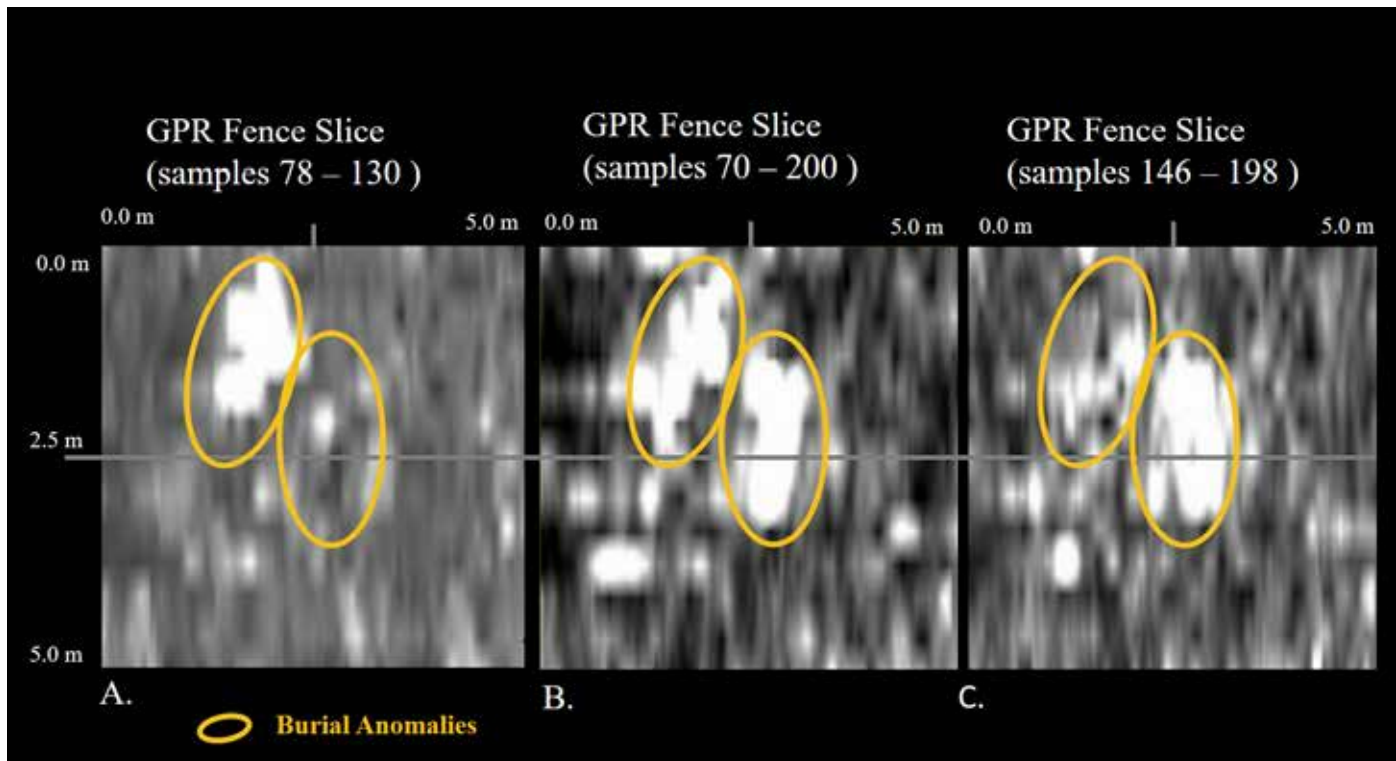 GPR Fence Slice
(samples 78 – 130 )
GPR Fence Slice
(samples 70 – 200 )
GPR Fence Slice
(samples 146 – 198 )
0.0 m
5.0 m
0.0 m
5.0 m
0.0 m
5.0 m
0.0 m
2.5 m
5.0 m
A.
B.
C.
Burial Anomalies